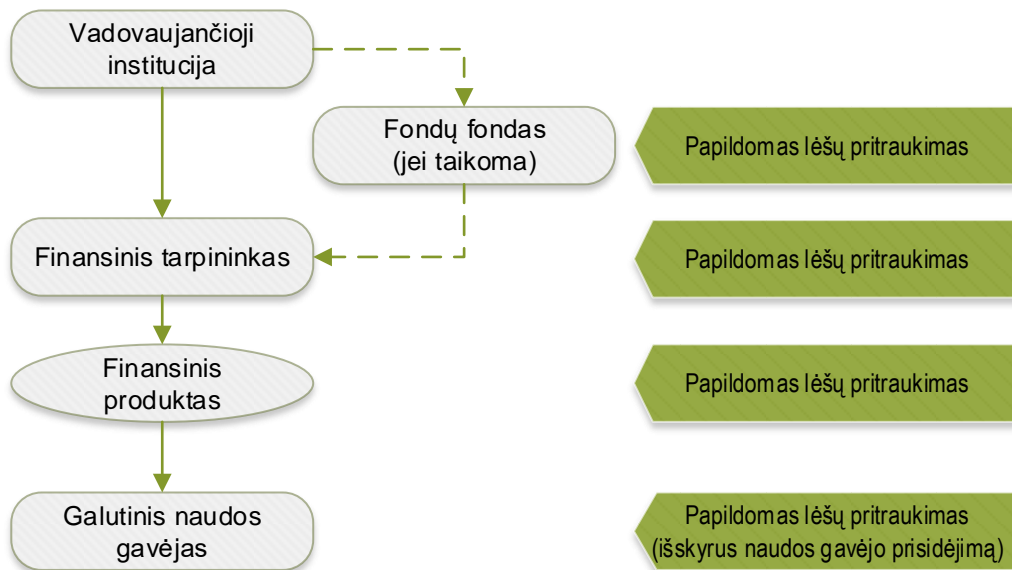 Vadovaujančioji
institucija
Fondų fondas
(jei taikoma)
Papildomas lėšų pritraukimas
Finansinis tarpininkas
Papildomas lėšų pritraukimas
Finansinis
produktas
Papildomas lėšų pritraukimas
Galutinis naudos
gavėjas
Papildomas lėšų pritraukimas
(išskyrus naudos gavėjo prisidėjimą)